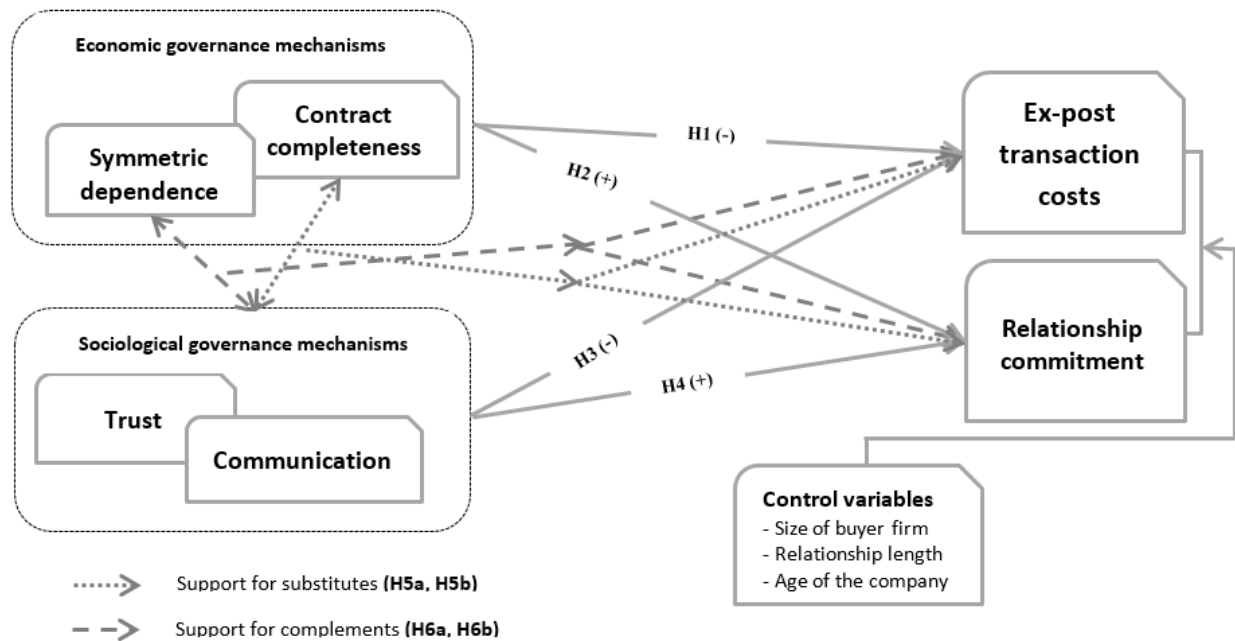 Economic governance mechanisms
Contract
completeness
Symmetric
dependence
H1 (-)
H2 (+)
Ex-post
transaction
costs
Sociological governance mechanisms
Trust
Communication
H3 (-)
H4 (+)
Relationship
commitment
Control variables
- Size of buyer firm
- Relationship length
- Age of the company
Support for substitutes (H5a, H5b)
Support for complements (H6a, H6b)